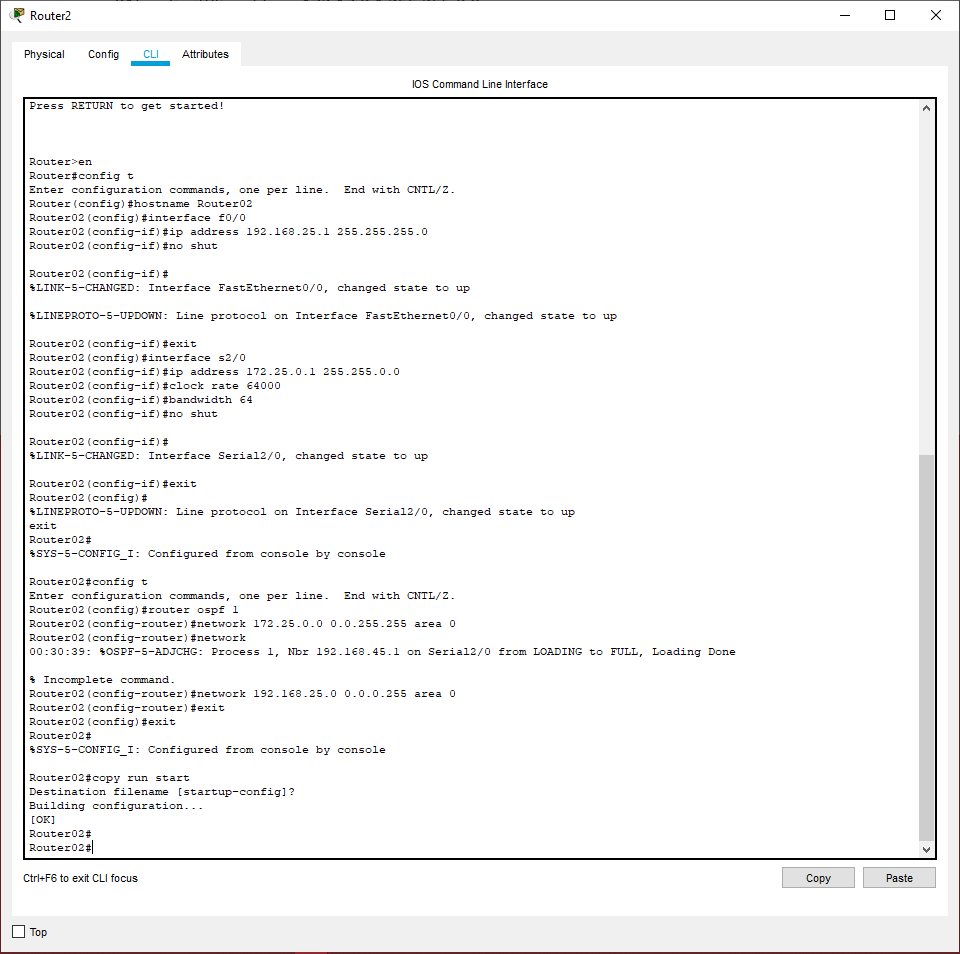 Router2
Physical Config CLI Attributes
IOS Command Line Interface
Press RETURN to get started!
Router>en
Router#config t
Enter configuration commands, one per line.  End with CNTL/Z.
Router(config)#hostname Router02
Router02(config)#interface f0/0
Router02(config-if)#ip address 192.168.25.1 255.255.255.0
Router02(config-if)#no shut
Router02(config-if)#
%LINK-5-CHANGED: Interface FastEthernet0/0, changed state to up
%LINEPROTO-5-UPDOWN: Line protocol on Interface FastEthernet0/0, changed state to up
Router02(config-if)#exit
Router02(config)#interface s2/0
Router02(config-if)#ip address 172.25.0.1 255.255.0.0
Router02(config-if)#clock rate 64000
Router02(config-if)#bandwidth 64
Router02(config-if)#no shut
Router02(config-if)#
%LINK-5-CHANGED: Interface Serial2/0, changed state to up
Router02(config-if)#exit
Router02(config)#
%LINEPROTO-5-UPDOWN: Line protocol on Interface Serial2/0, changed state to up
exit
Router02#
%SYS-5-CONFIG_I: Configured from console by console
Router02#config t
Enter configuration commands, one per line.  End with CNTL/Z.
Router02(config)#router ospf 1
Router02(config-router)#network 172.25.0.0 0.0.255.255 area 0
Router02(config-router)#network
00:30:39: %OSPF-5-ADJCHG: Process 1, Nbr 192.168.45.1 on Serial2/0 from LOADING to FULL, Loading Done
% Incomplete command.
Router02(config-router)#network 192.168.25.0 0.0.0.255 area 0
Router02(config-router)#exit
Router02(config)#exit
Router02#
%SYS-5-CONFIG_I: Configured from console by console
Router02#copy run start
Destination filename [startup-config]?
Building configuration...
[OK]
Router02#
Router02#
Ctrl+F6 to exit CLI focus
Copy Paste
Top